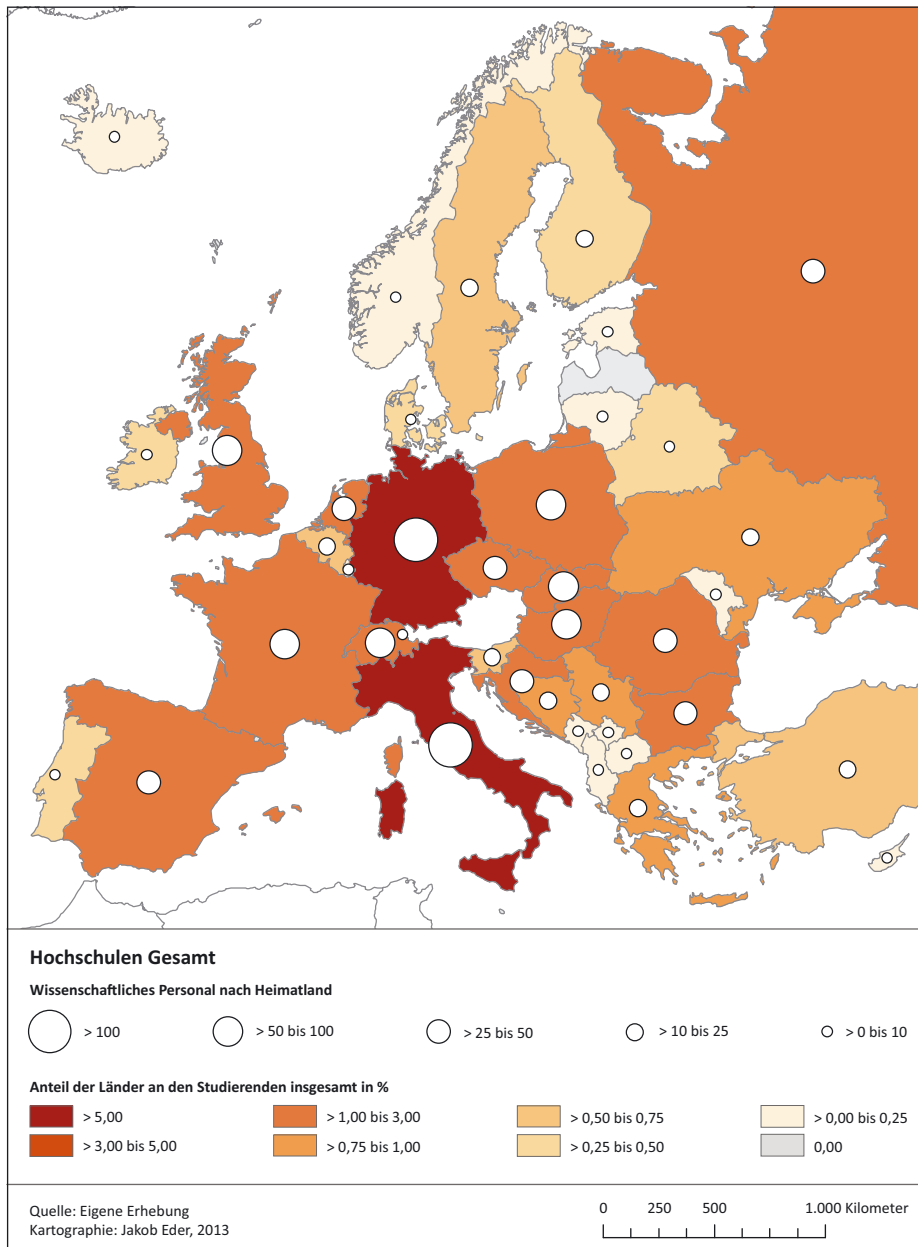 Hochschulen Gesamt
Wissenschaftliches Personal nach Heimatland
> 100 > 50 bis 100 > 25 bis 50 > 10 bis 25 > 0 bis 10
Anteil der Länder an den Studierenden insgesamt in %
> 5,00 > 1,00 bis 3,00 > 0,50 bis 0,75 > 0,00 bis 0,25
> 3,00 bis 5,00 > 0,75 bis 1,00 > 0,25 bis 0,50 0,00
Quelle: Eigene Erhebung
Kartographie: Jakob Eder, 2013
0 250 500 1.000 Kilometer